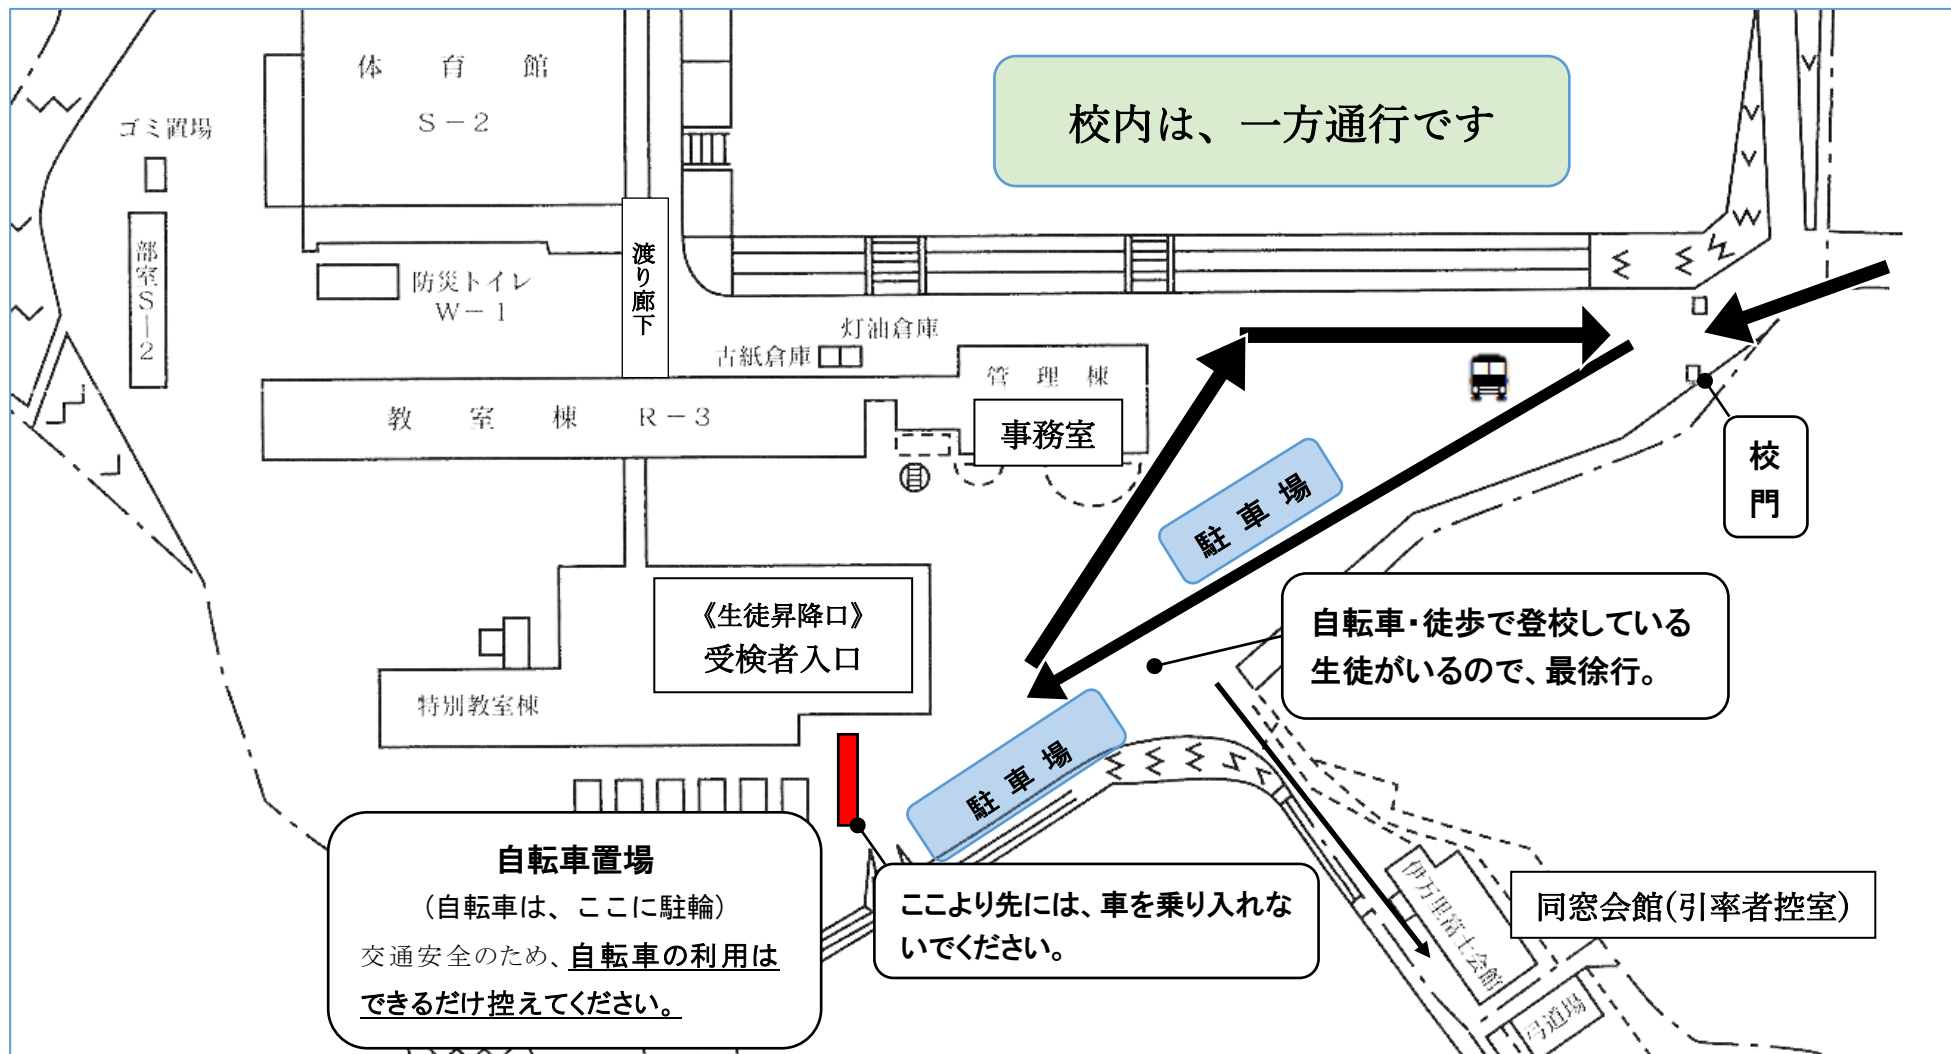 体 育 館
S－2
校内は、一方通行です
ゴミ置場
部室S－2
渡り廊下
防災トイレ
W－1
灯油倉庫
古紙倉庫
管 理 棟
教 室 棟 R－3
事務室
校門
駐 車 場
《生徒昇降口》
受検者入口
自転車・徒歩で登校している
生徒がいるので、最徐行。
特別教室棟
駐 車 場
自転車置場
（自転車は、ここに駐輪）
交通安全のため、自転車の利用は
できるだけ控えてください。
ここより先には、車を乗り入れな
いでください。
伊万里富士会館
同窓会館(引率者控室)
弓道場